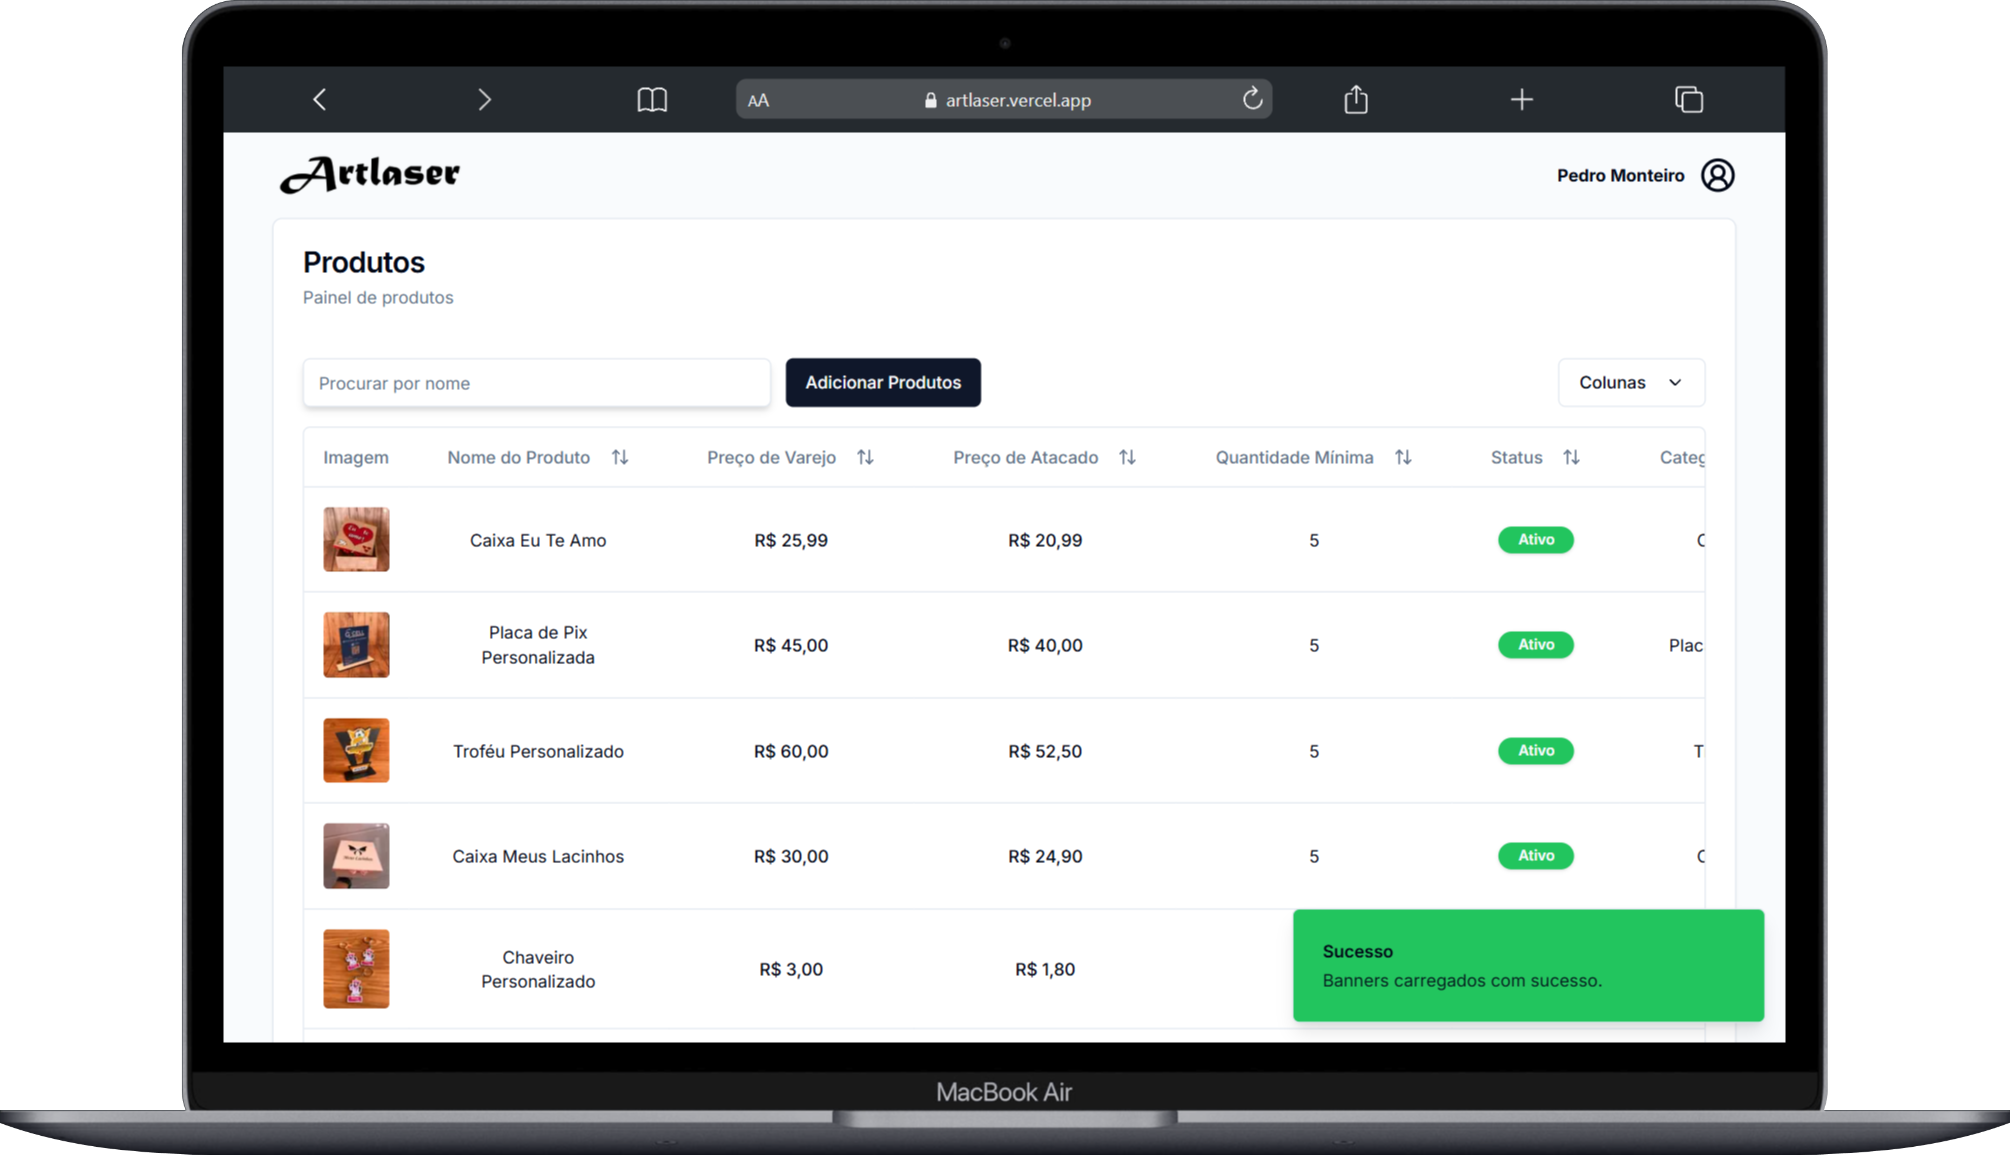 AA artlaser.vercel.app
Artlaser
Pedro Monteiro
Produtos
Painel de produtos
Procurar por nome
Adicionar Produtos
Colunas
Imagem Nome do Produto Preço de Varejo Preço de Atacado Quantidade Mínima Status Categ
Caixa Eu Te Amo R$ 25,99 R$ 20,99 5 Ativo C
Placa de Pix
Personalizada
R$ 45,00 R$ 40,00 5 Ativo Plac
Troféu Personalizado R$ 60,00 R$ 52,50 5 Ativo T
Caixa Meus Lacinhos R$ 30,00 R$ 24,90 5 Ativo C
Chaveiro
Personalizado
R$ 3,00 R$ 1,80
Sucesso
Banners carregados com sucesso.
MacBook Air